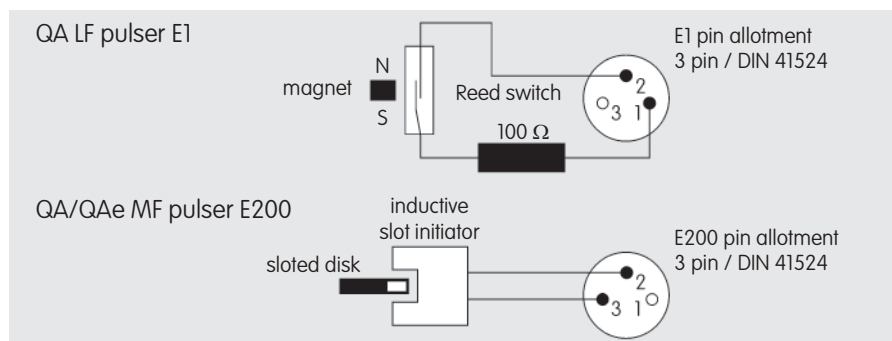 QA LF pulser E1
E1 pin allotment
3 pin / DIN 41524
N
magnet
S
Reed switch
100 Ω
2
3 1
QA/QAe MF pulser E200
inductive
slot initiator
sloted disk
E200 pin allotment
3 pin / DIN 41524
2
3 1